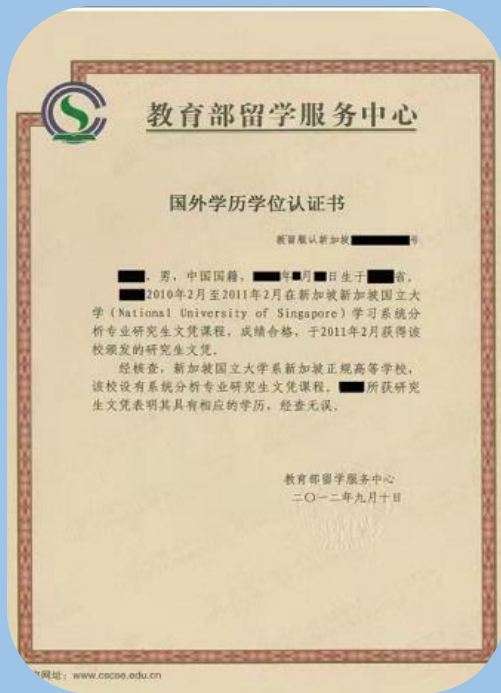 教育部留学服务中心
国外学历学位认证书
教留服认新加坡号
，男，中国国籍，年月日生于省。
2010年2月至2011年2月在新加坡新加坡国立大
学（National University of Singapore）学习系统分
析专业研究生文凭课程，成绩合格，于2011年2月获得该
校颁发的研究生文凭。
经核查，新加坡国立大学系新加坡正规高等学校，
该校设有系统分析专业研究生文凭课程。所获研究
生文凭表明其具有相应的学历，经查无误。
教育部留学服务中心
二〇一二年九月十日
网址：www.cscse.edu.cn